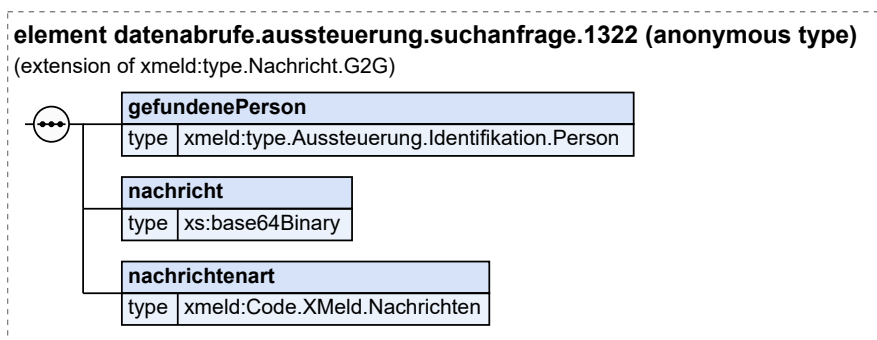 element datenabrufe.aussteuerung.suchanfrage.1322 (anonymous type)
(extension of xmeld:type.Nachricht.G2G)
gefundenePerson
type xmeld:type.Aussteuerung.Identifikation.Person
nachricht
type xs:base64Binary
nachrichtenart
type xmeld:Code.XMeld.Nachrichten